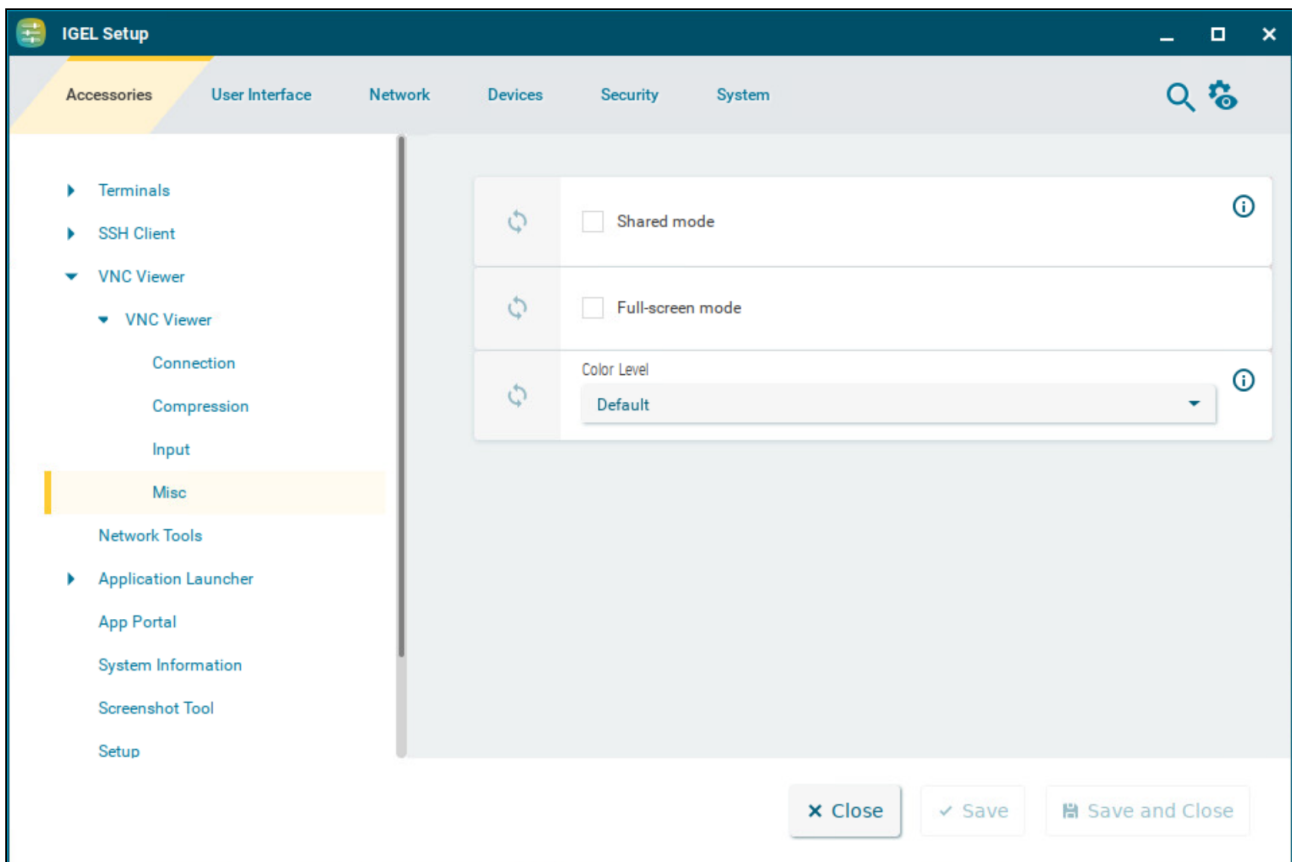 IGEL Setup
Accessories
User Interface
Network
Devices
Security
System
Terminals
SSH Client
VNC Viewer
VNC Viewer
Connection
Compression
Input
Misc
Network Tools
Application Launcher
App Portal
System Information
Screenshot Tool
Setup
Shared mode
Full-screen mode
Color Level
Default
Close
Save
Save and Close